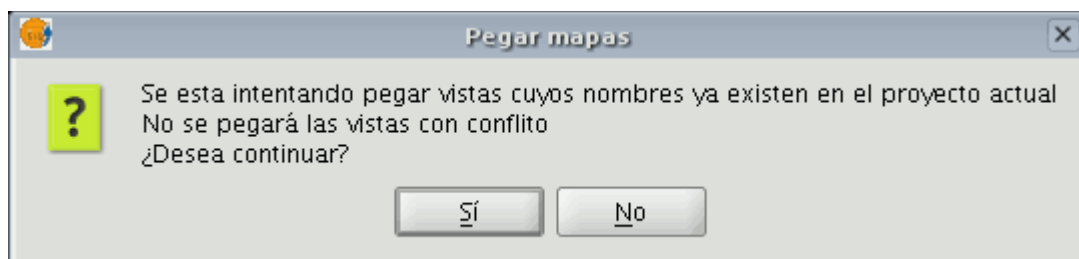 Pegar mapas
Se esta intentando pegar vistas cuyos nombres ya existen en el proyecto actual
No se pegará las vistas con conflito
¿Desea continuar?
Sí
No